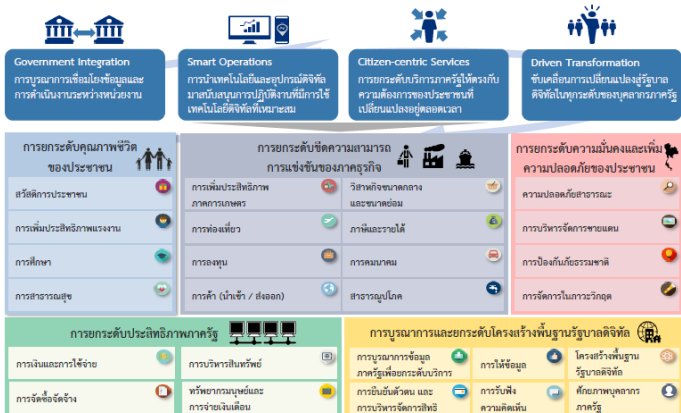 Government Integration
การบูรณาการเชื่อมโยงข้อมูลและ
การดำเนินงานระหว่างหน่วยงาน
Smart Operations
การนำเทคโนโลยีและอุปกรณ์ดิจิทัล
มาสนับสนุนการปฏิบัติงานที่มีการใช้
เทคโนโลยีดิจิทัลที่เหมาะสม
Citizen-centric Services
การยกระดับบริการภาครัฐให้ตรงกับ
ความต้องการของประชาชนที่
เปลี่ยนแปลงอยู่ตลอดเวลา
Driven Transformation
ขับเคลื่อนการเปลี่ยนแปลงสู่รัฐบาล
ดิจิทัลในทุกระดับของบุคลากรภาครัฐ
การยกระดับคุณภาพชีวิต
ของประชาชน
สวัสดิการประชาชน
การเพิ่มประสิทธิภาพแรงงาน
การศึกษา
การสาธารณสุข
การยกระดับขีดความสามารถ
การแข่งขันของภาคธุรกิจ
การเพิ่มประสิทธิภาพ
ภาคการเกษตร
วิสาหกิจขนาดกลาง
และขนาดย่อม
การท่องเที่ยว
ภาษีและรายได้
การลงทุน
การคมนาคม
การค้า (นำเข้า / ส่งออก)
สาธารณูปโภค
การยกระดับความมั่นคงและเพิ่ม
ความปลอดภัยของประชาชน
ความปลอดภัยสาธารณะ
การบริหารจัดการชายแดน
การป้องกันภัยธรรมชาติ
การจัดการในภาวะวิกฤต
การยกระดับประสิทธิภาพภาครัฐ
การเงินและการใช้จ่าย
การบริหารสินทรัพย์
การจัดซื้อจัดจ้าง
ทรัพยากรมนุษย์และ
การจ่ายเงินเดือน
การบูรณาการและยกระดับโครงสร้างพื้นฐานรัฐบาลดิจิทัล
การบูรณาการข้อมูล
ภาครัฐเพื่อยกระดับบริการ
การให้ข้อมูล
โครงสร้างพื้นฐาน
รัฐบาลดิจิทัล
การยืนยันตัวตน และ
การบริหารจัดการสิทธิ
การรับฟัง
ความคิดเห็น
ศักยภาพบุคลากร
ภาครัฐ